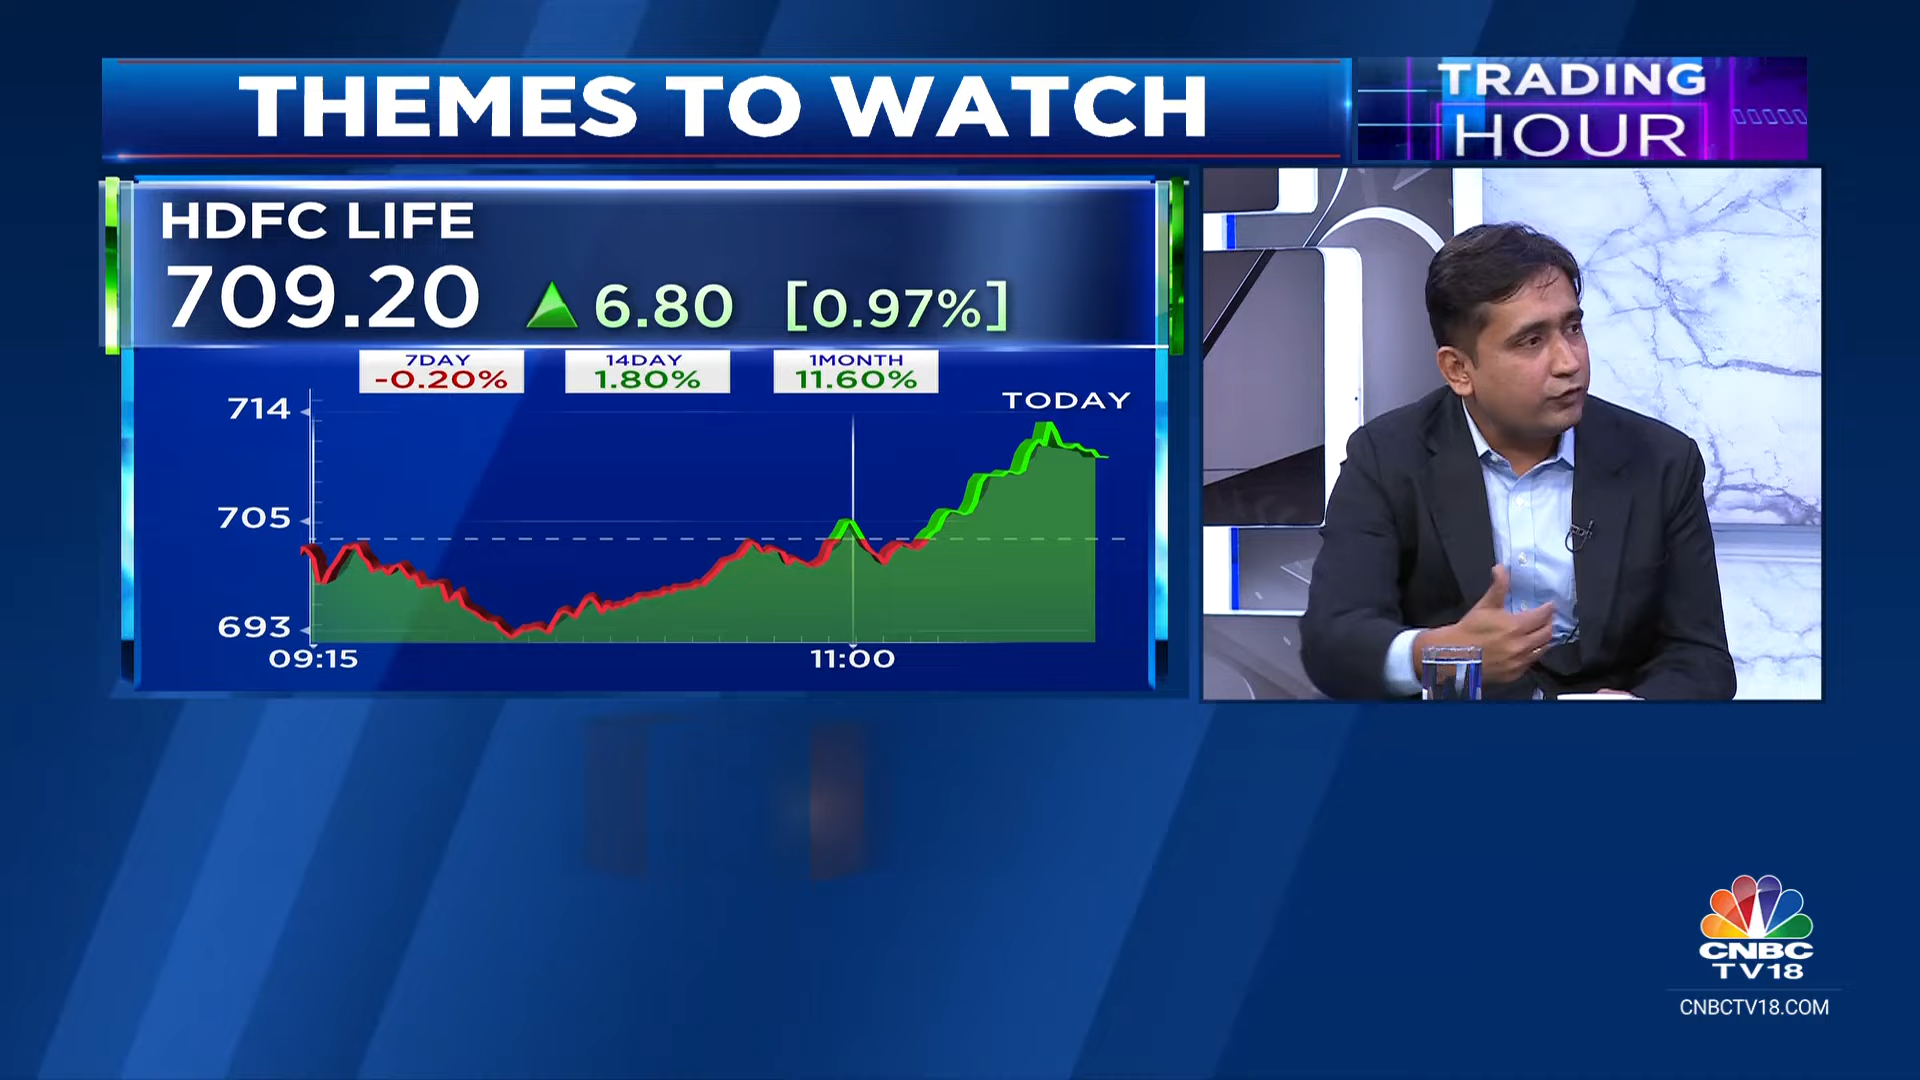 THEMES TO WATCH
TRADING
HOUR
HDFC LIFE
709.20 ▲ 6.80 [0.97%]
7DAY
-0.20%
14DAY
1.80%
1MONTH
11.60%
TODAY
714
705
693
09:15
11:00
CNBC
TV18
CNBCTV18.COM